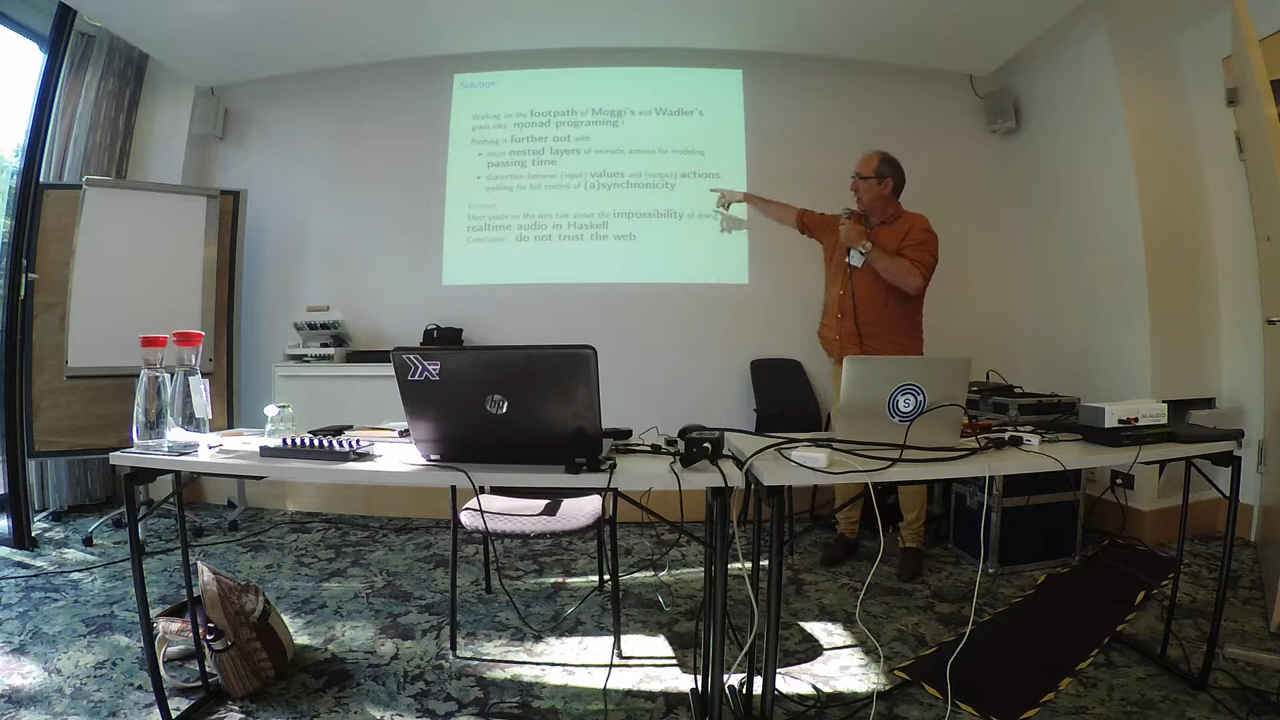 Solution
Walking on the footpath of Moggi's and Wadler's
great idea: monad programing !
Pushing it further out with
nested layers of monadic actions for modeling
passing time
distinction between (input) values and (output) actions,
for full control of (a)synchronicity
Most posts on the web talk about the impossibility of doing
realtime audio in Haskell
Conclusion: do not trust the web
hp
S
M-AUDIO